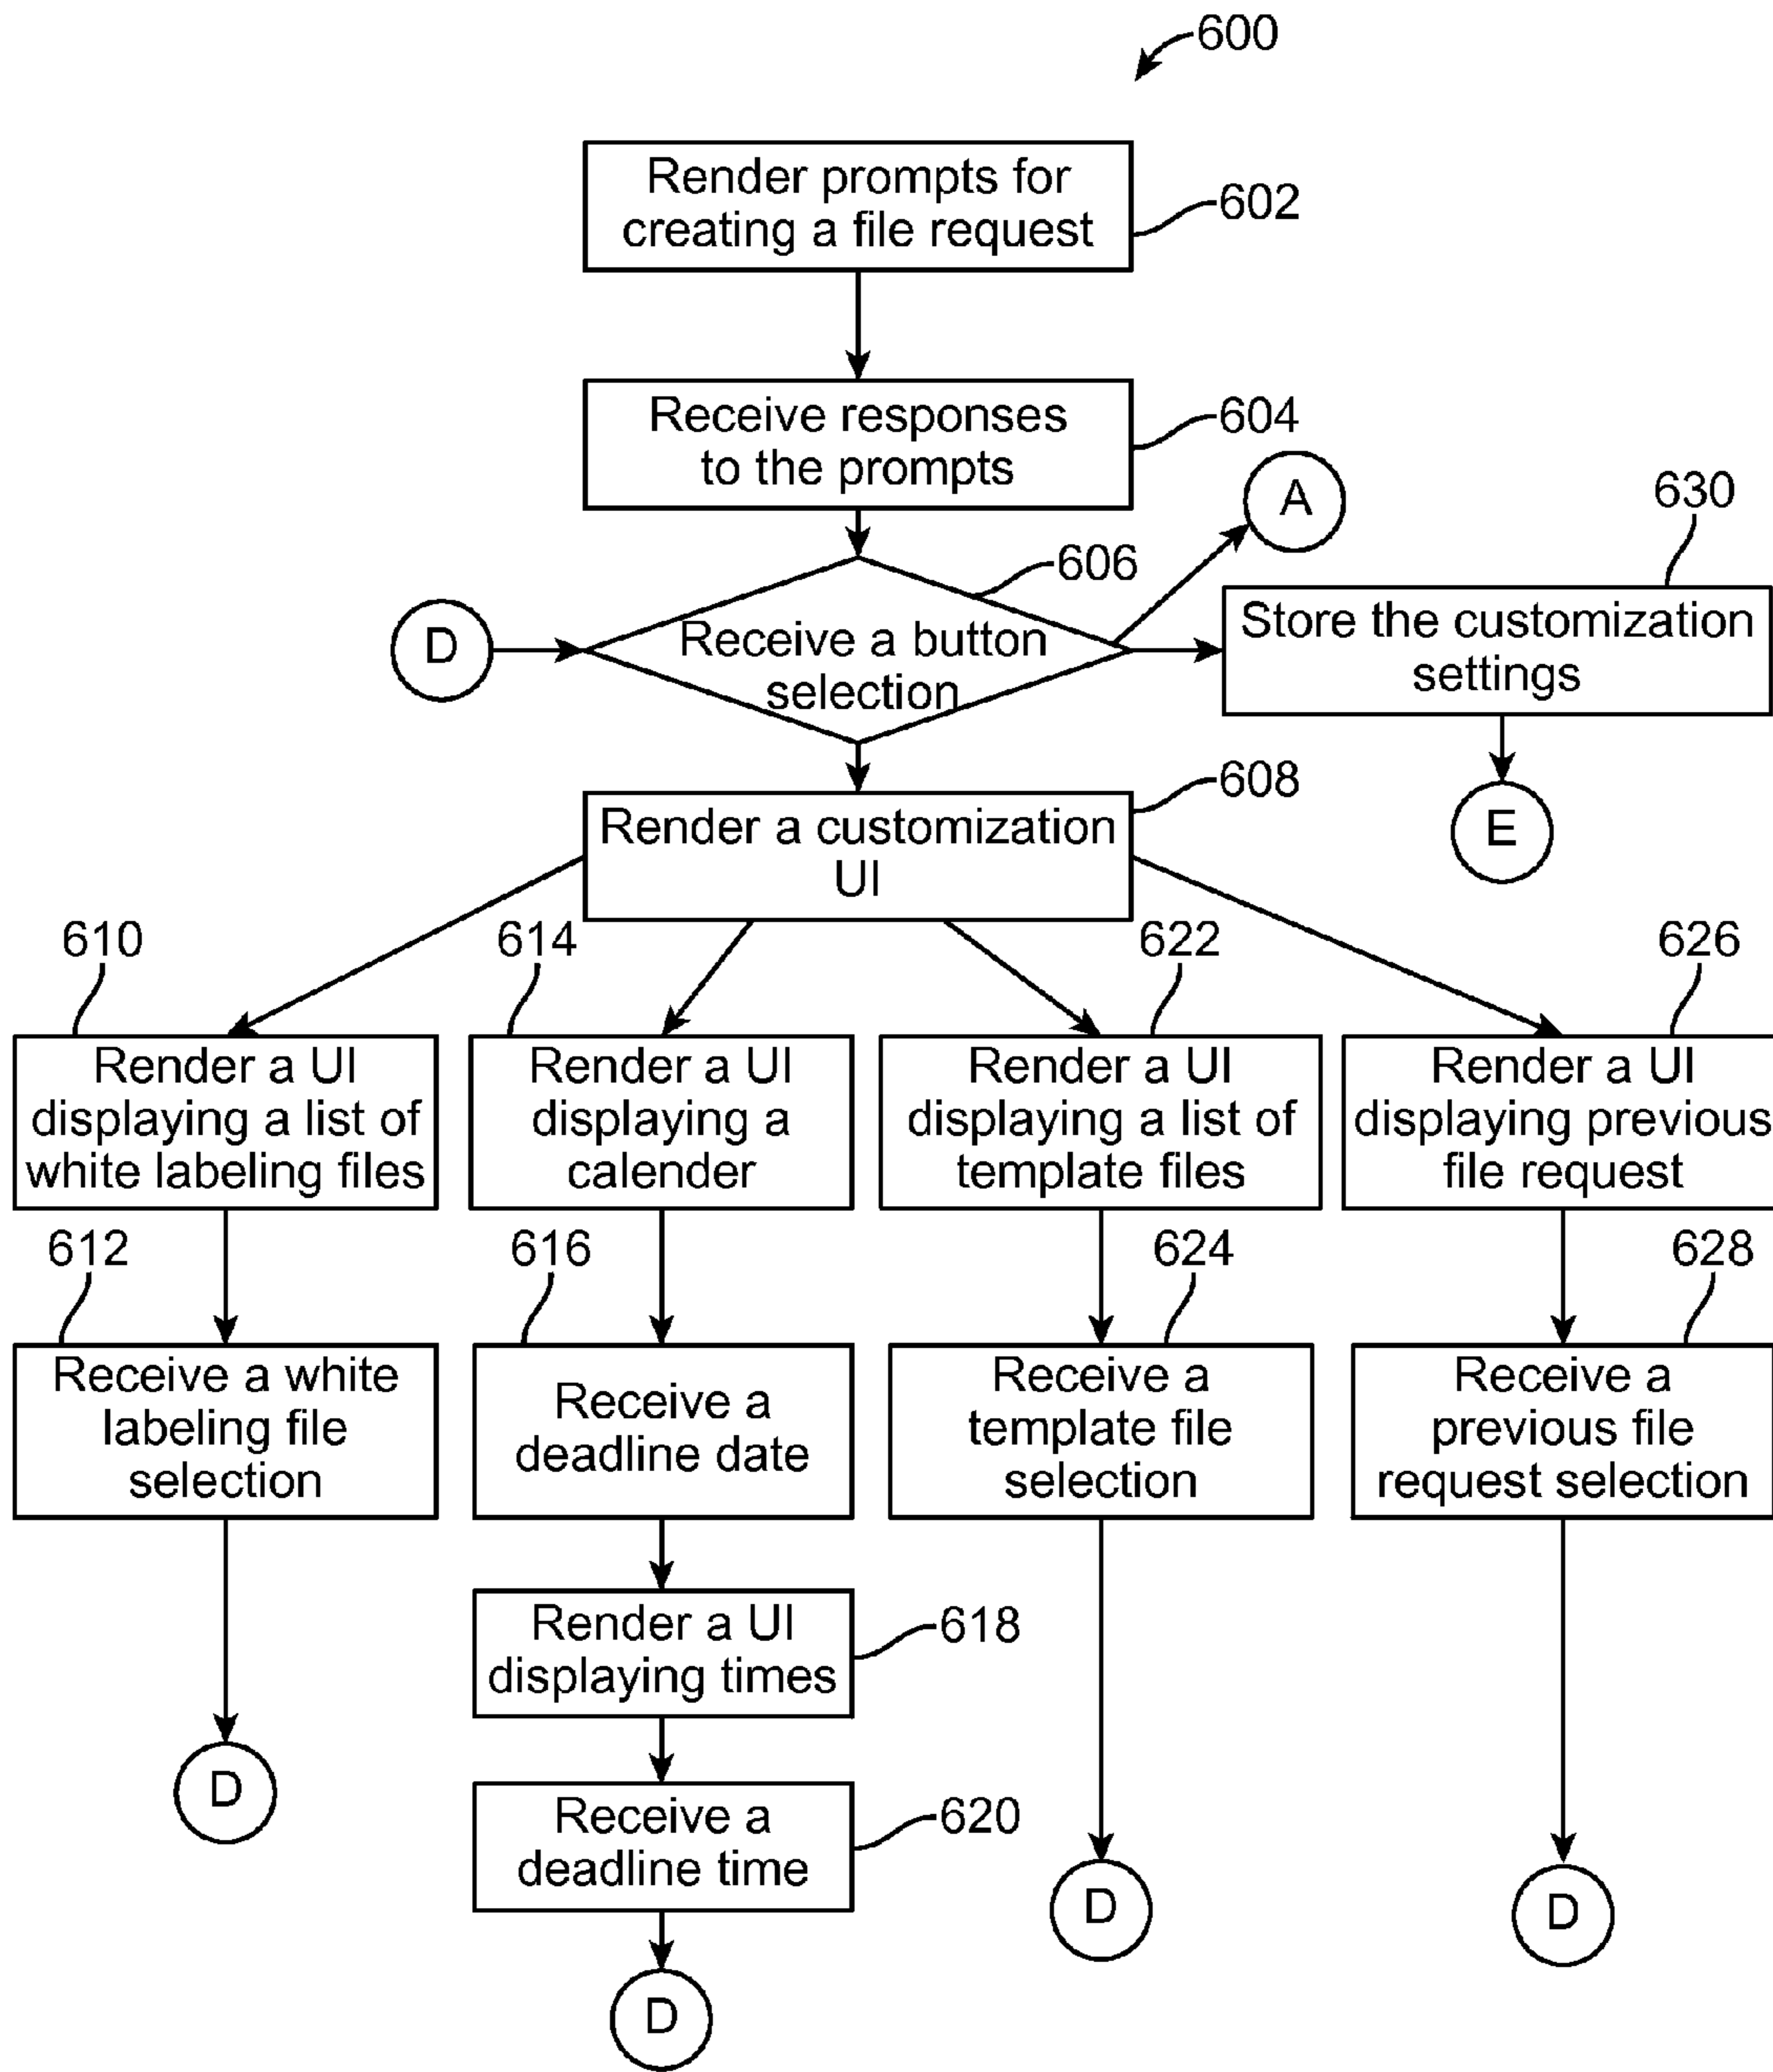 600
Render prompts for
creating a file request
602
Receive responses
to the prompts
604
A
630
606
D
Receive a button
selection
Store the customization
settings
608
E
Render a customization
UI
610
614
622
626
Render a UI
displaying a list of
white labeling files
Render a UI
displaying a
calender
Render a UI
displaying a list of
template files
Render a UI
displaying previous
file request
612
616
624
628
Receive a white
labeling file
selection
Receive a
deadline date
Receive a
template file
selection
Receive a
previous file
request selection
Render a UI
displaying times
618
D
Receive a
deadline time
620
D
D
D